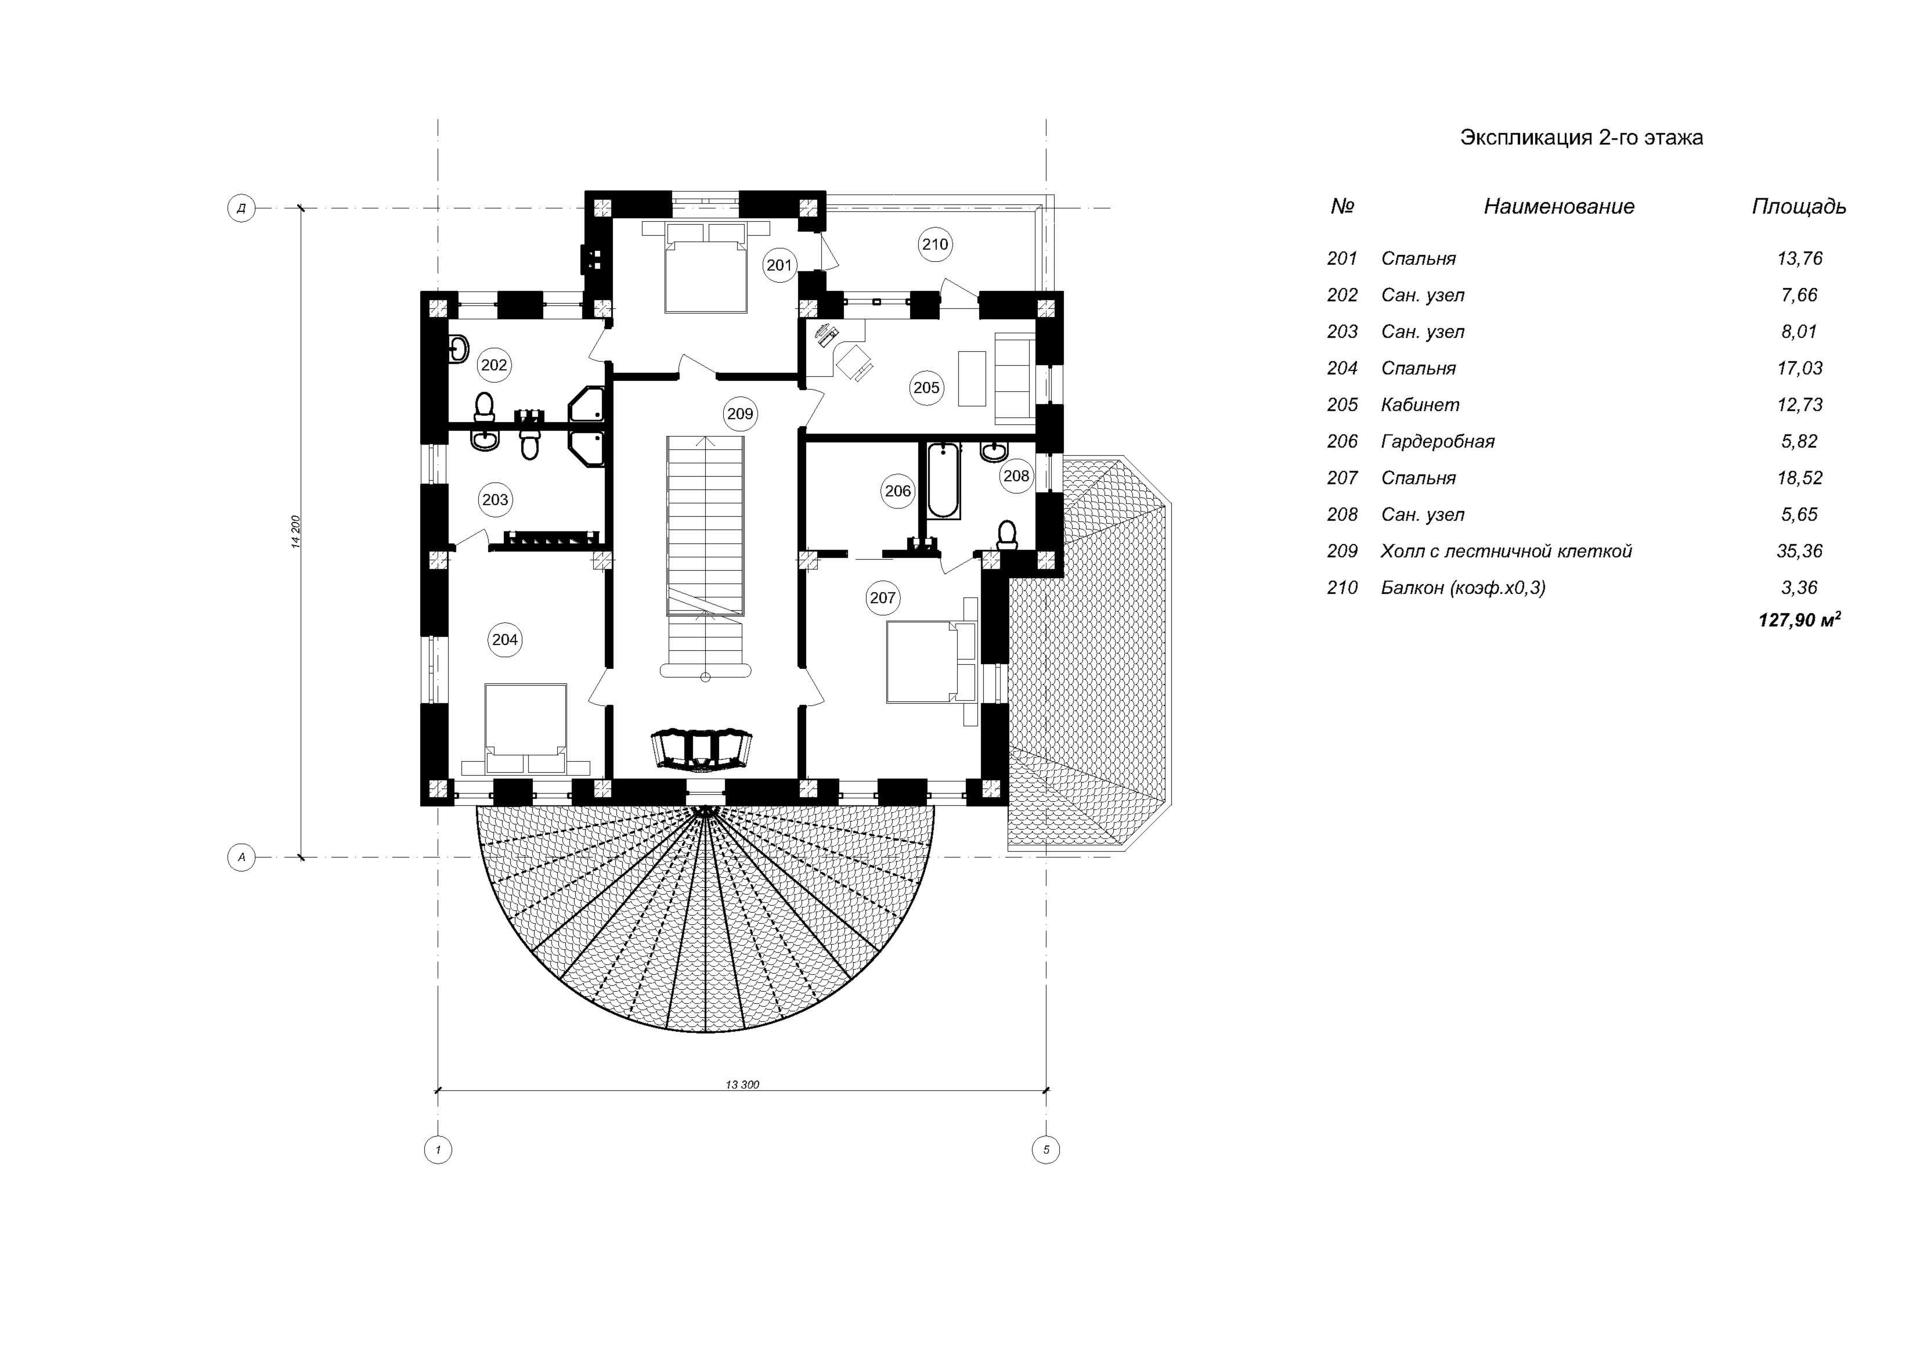 Экспликация 2-го этажа
№ Наименование Площадь
201 Спальня 13,76
202 Сан. узел 7,66
203 Сан. узел 8,01
204 Спальня 17,03
205 Кабинет 12,73
206 Гардеробная 5,82
207 Спальня 18,52
208 Сан. узел 5,65
209 Холл с лестничной клеткой 35,36
210 Балкон (коэф.х0,3) 3,36
127,90 м²
Д
210
201
202
205
209
208
206
203
14 200
207
204
А
13 300
1
5